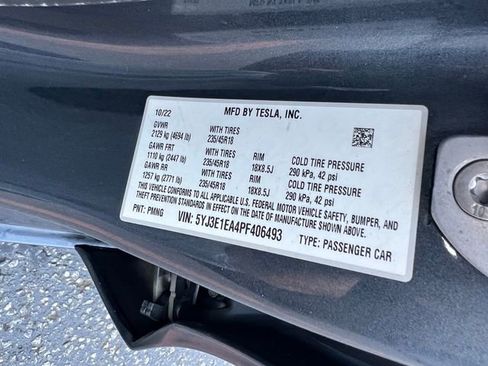 10/22 MFD BY TESLA, INC.
GVWR
2129 kg (4694 lb) WITH TIRES
235/45R18
GAWR FRT WITH TIRES RIM COLD TIRE PRESSURE
1110 kg (2447 lb) 235/45R18 18X8.5J 290 kPa, 42 psi
GAWR RR WITH TIRES RIM COLD TIRE PRESSURE
1257 kg (2771 lb) 235/45R18 18X8.5J 290 kPa, 42 psi
THIS VEHICLE CONFORMS TO ALL APPLICABLE U.S. FEDERAL MOTOR VEHICLE SAFETY, BUMPER, AND
THEFT PREVENTION STANDARDS IN EFFECT ON THE DATE OF MANUFACTURE SHOWN ABOVE.
PNT: PMNG VIN: 5YJ3E1EA4PF406493 TYPE: PASSENGER CAR